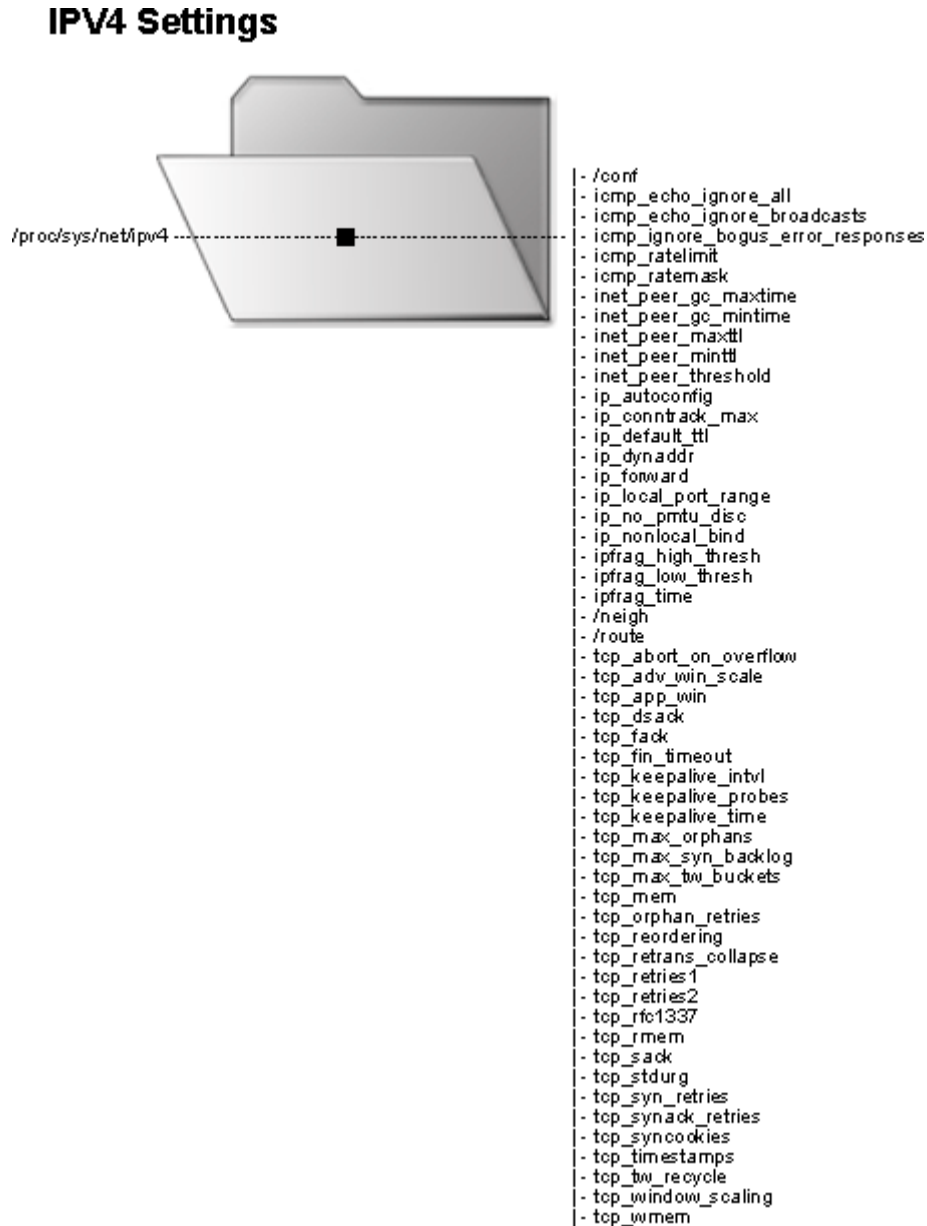 IPV4 Settings
/proc/sys/net/ipv4
|- /conf
|- icmp_echo_ignore_all
|- icmp_echo_ignore_broadcasts
|- icmp_ignore_bogus_error_responses
|- icmp_ratelimit
|- icmp_ratemask
|- inet_peer_gc_maxtime
|- inet_peer_gc_mintime
|- inet_peer_maxttl
|- inet_peer_minttl
|- inet_peer_threshold
|- ip_autoconfig
|- ip_conntrack_max
|- ip_default_ttl
|- ip_dynaddr
|- ip_forward
|- ip_local_port_range
|- ip_no_pmtu_disc
|- ip_nonlocal_bind
|- ipfrag_high_thresh
|- ipfrag_low_thresh
|- ipfrag_time
|- /neigh
|- /route
|- tcp_abort_on_overflow
|- tcp_adv_win_scale
|- tcp_app_win
|- tcp_dsack
|- tcp_fack
|- tcp_fin_timeout
|- tcp_keepalive_intvl
|- tcp_keepalive_probes
|- tcp_keepalive_time
|- tcp_max_orphans
|- tcp_max_syn_backlog
|- tcp_max_tw_buckets
|- tcp_mem
|- tcp_orphan_retries
|- tcp_reordering
|- tcp_retrans_collapse
|- tcp_retries1
|- tcp_retries2
|- tcp_rfc1337
|- tcp_rmem
|- tcp_sack
|- tcp_stdurg
|- tcp_syn_retries
|- tcp_synack_retries
|- tcp_syncookies
|- tcp_timestamps
|- tcp_tw_recycle
|- tcp_window_scaling
|- tcp_wmem